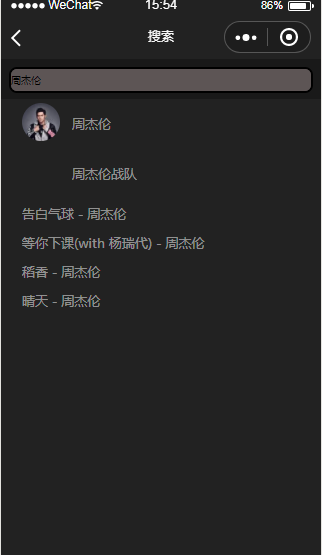 ●●●●● WeChat 15:54 86%
搜索
周杰伦
周杰伦
周杰伦战队
告白气球 - 周杰伦
等你下课(with 杨瑞代) - 周杰伦
稻香 - 周杰伦
晴天 - 周杰伦